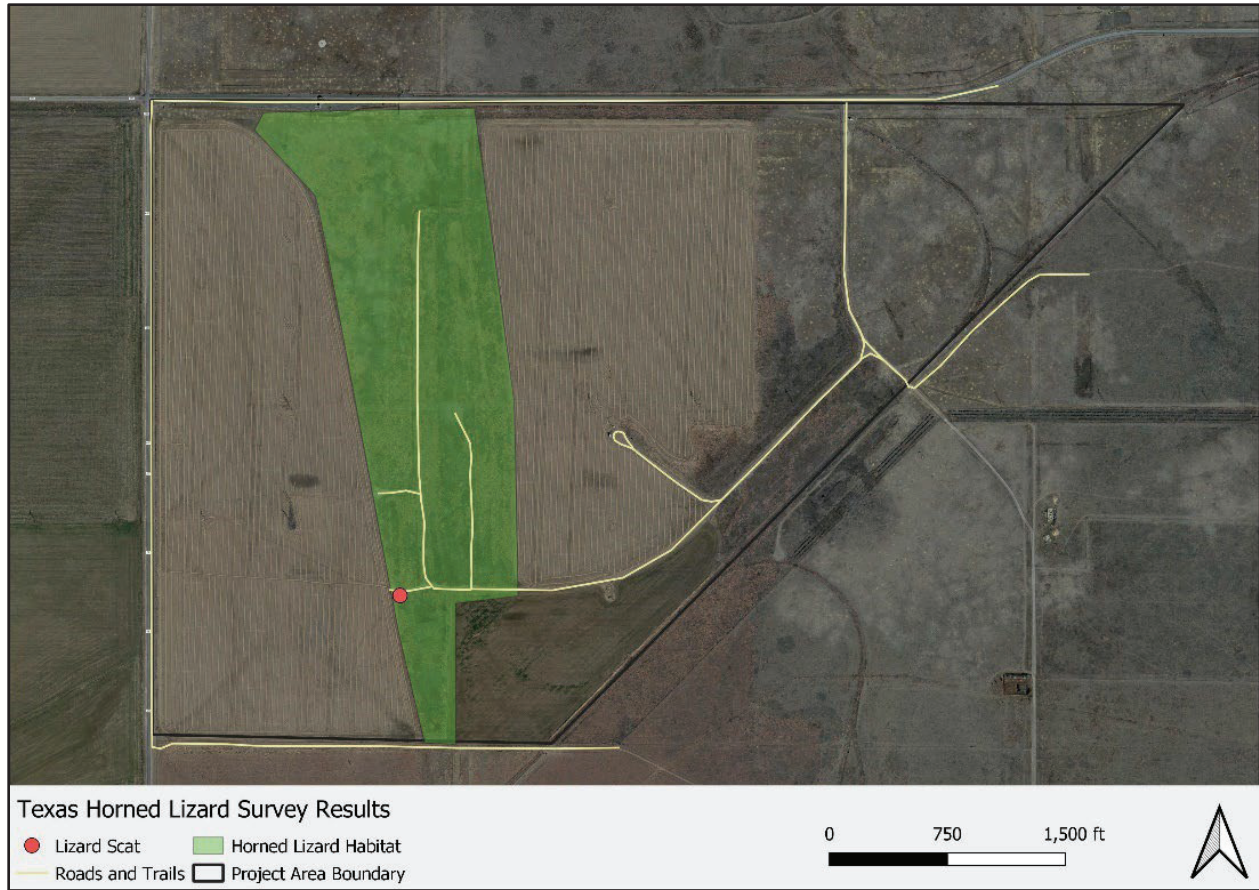 Texas Horned Lizard Survey Results
Lizard Scat
Horned Lizard Habitat
Roads and Trails
Project Area Boundary
0 750 1,500 ft